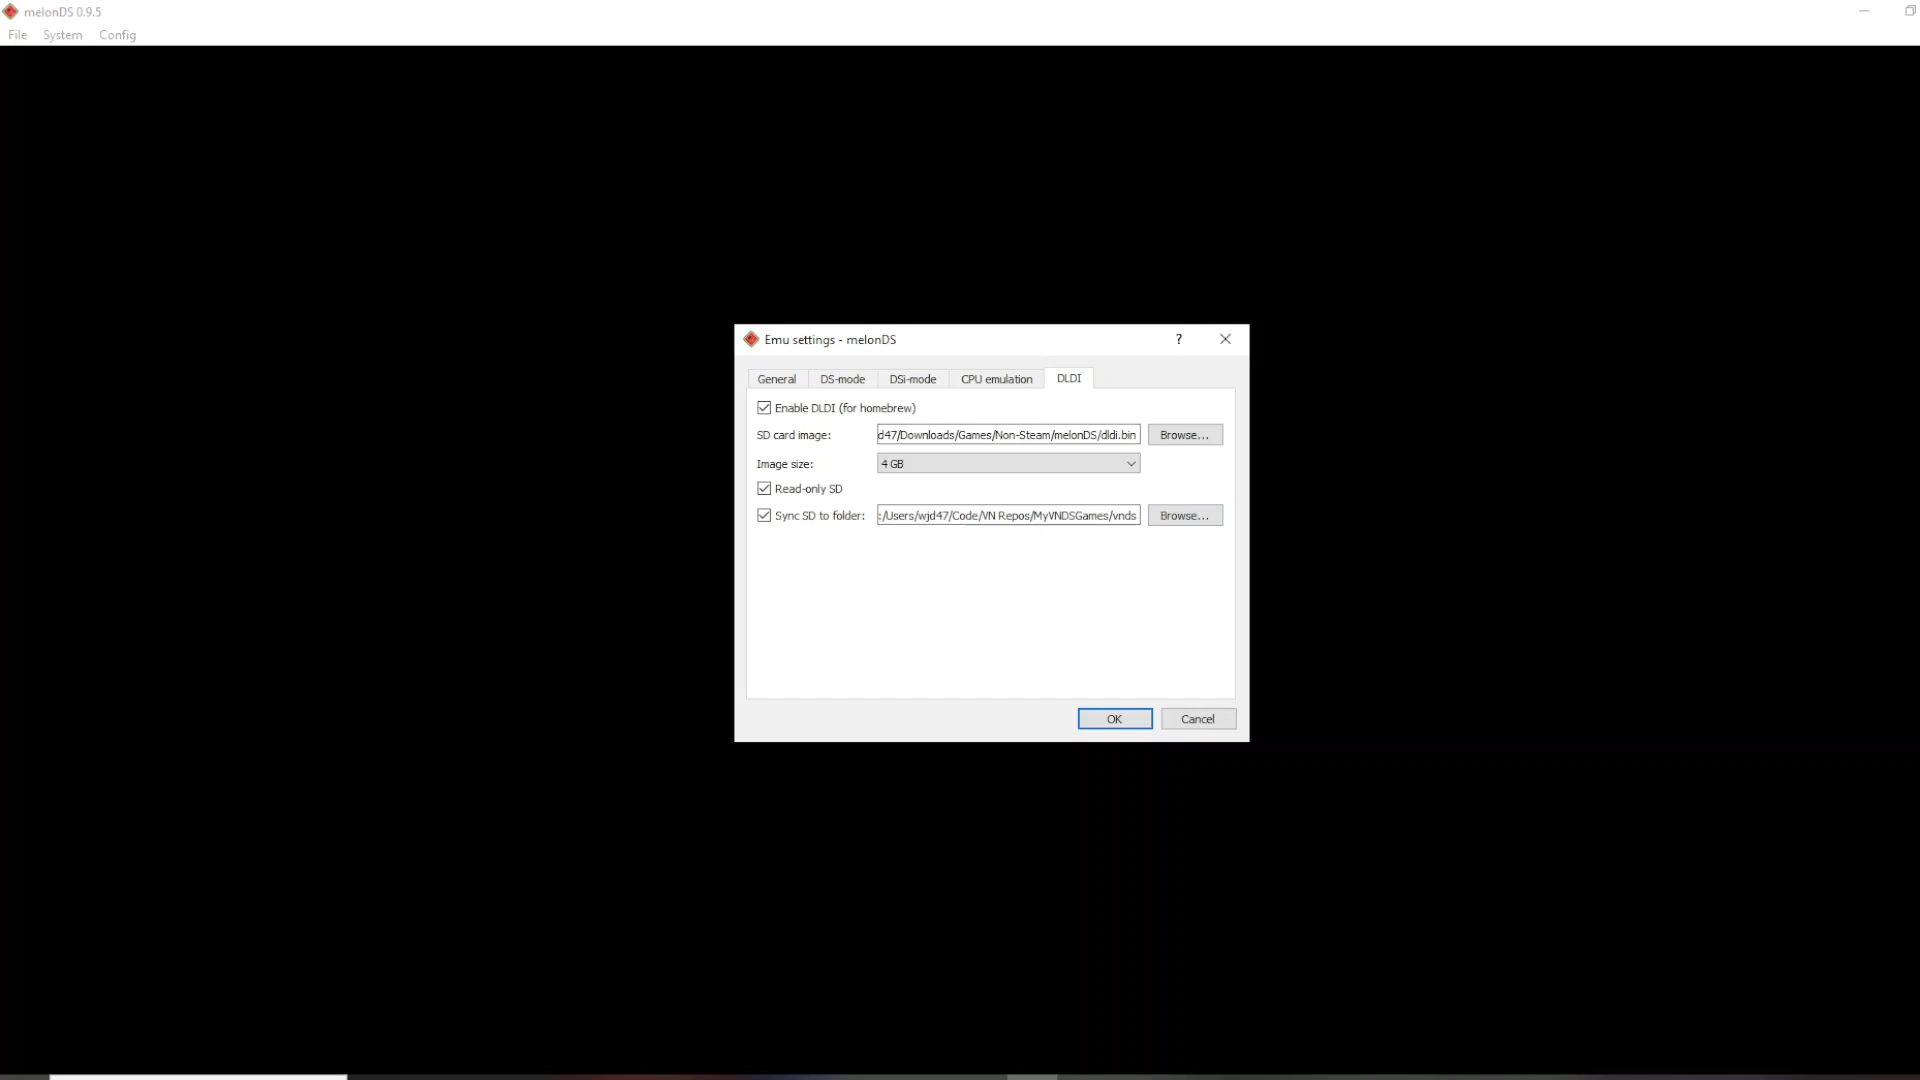 melonDS 0.9.5
File System Config
Emu settings - melonDS
?
General DS-mode DSi-mode CPU emulation DLDI
Enable DLDI (for homebrew)
SD card image: d47/Downloads/Games/Non-Steam/melonDS/dldi.bin Browse...
Image size: 4 GB
Read-only SD
Sync SD to folder: :/Users/wjd47/Code/VN Repos/MyVNDSGames/vnds Browse...
OK Cancel